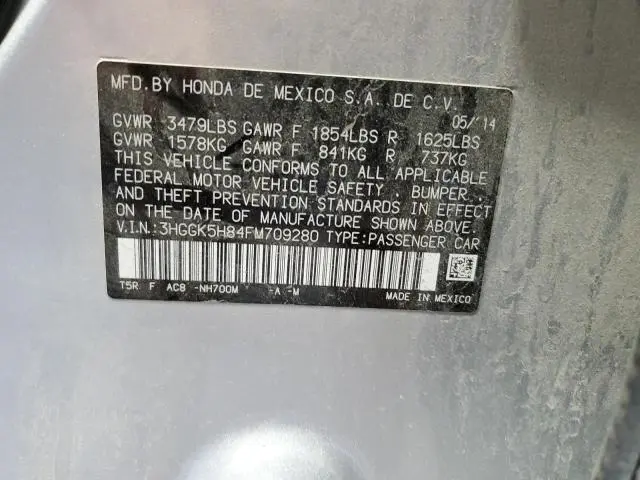 MFD.BY HONDA DE MEXICO S.A. DE C.V.
05/'14
GVWR 3479LBS GAWR F 1854LBS R 1625LBS
GVWR 1578KG GAWR F 841KG R 737KG
THIS VEHICLE CONFORMS TO ALL APPLICABLE
FEDERAL MOTOR VEHICLE SAFETY, BUMPER,
AND THEFT PREVENTION STANDARDS IN EFFECT
ON THE DATE OF MANUFACTURE SHOWN ABOVE.
V.I.N.:3HGGK5H84FM709280 TYPE:PASSENGER CAR
T5R F AC8 -NH700M -A -M
MADE IN MEXICO